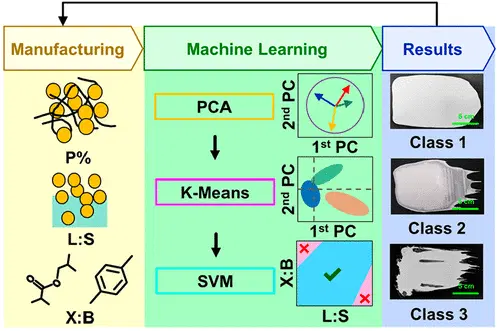 Manufacturing
Machine Learning
Results
P%
L:S
X:B
PCA
K-Means
SVM
2nd PC
1st PC
2nd PC
1st PC
X:B
L:S
5 cm
Class 1
5 cm
Class 2
5 cm
Class 3